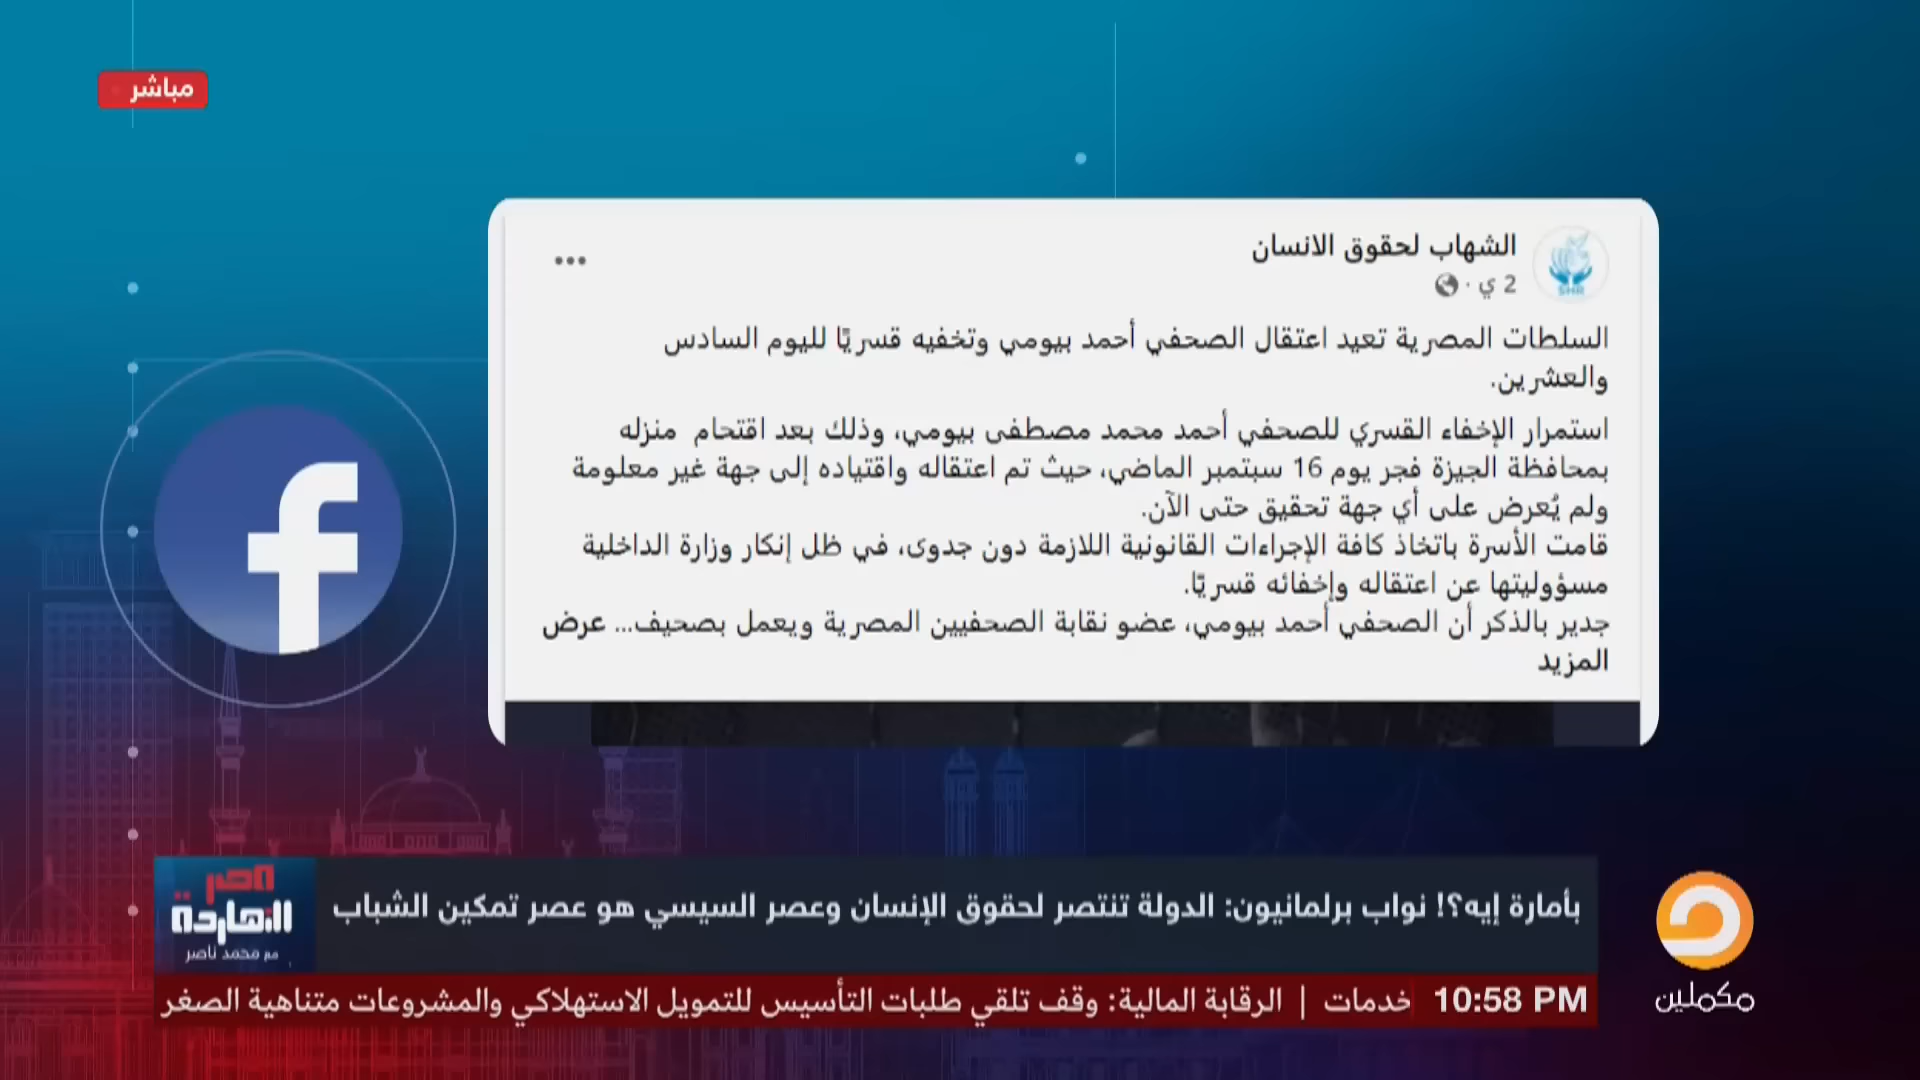 مباشر
الشهاب لحقوق الانسان
2 ي ·
السلطات المصرية تعيد اعتقال الصحفي أحمد بيومي وتخفيه قسريًا لليوم السادس
والعشرين.
استمرار الإخفاء القسري للصحفي أحمد محمد مصطفى بيومي، وذلك بعد اقتحام منزله
بمحافظة الجيزة فجر يوم 16 سبتمبر الماضي، حيث تم اعتقاله واقتياده إلى جهة غير معلومة
ولم يُعرض على أي جهة تحقيق حتى الآن.
قامت الأسرة باتخاذ كافة الإجراءات القانونية اللازمة دون جدوى، في ظل إنكار وزارة الداخلية
مسؤوليتها عن اعتقاله وإخفائه قسريًا.
جدير بالذكر أن الصحفي أحمد بيومي، عضو نقابة الصحفيين المصرية ويعمل بصحيف... عرض
المزيد
SHR
بأمارة إيه؟! نواب برلمانيون: الدولة تنتصر لحقوق الإنسان وعصر السيسي هو عصر تمكين الشباب
مصر
النهاردة
مع محمد ناصر
10:58 PM خدمات | الرقابة المالية: وقف تلقي طلبات التأسيس للتمويل الاستهلاكي والمشروعات متناهية الصغر
مكملين